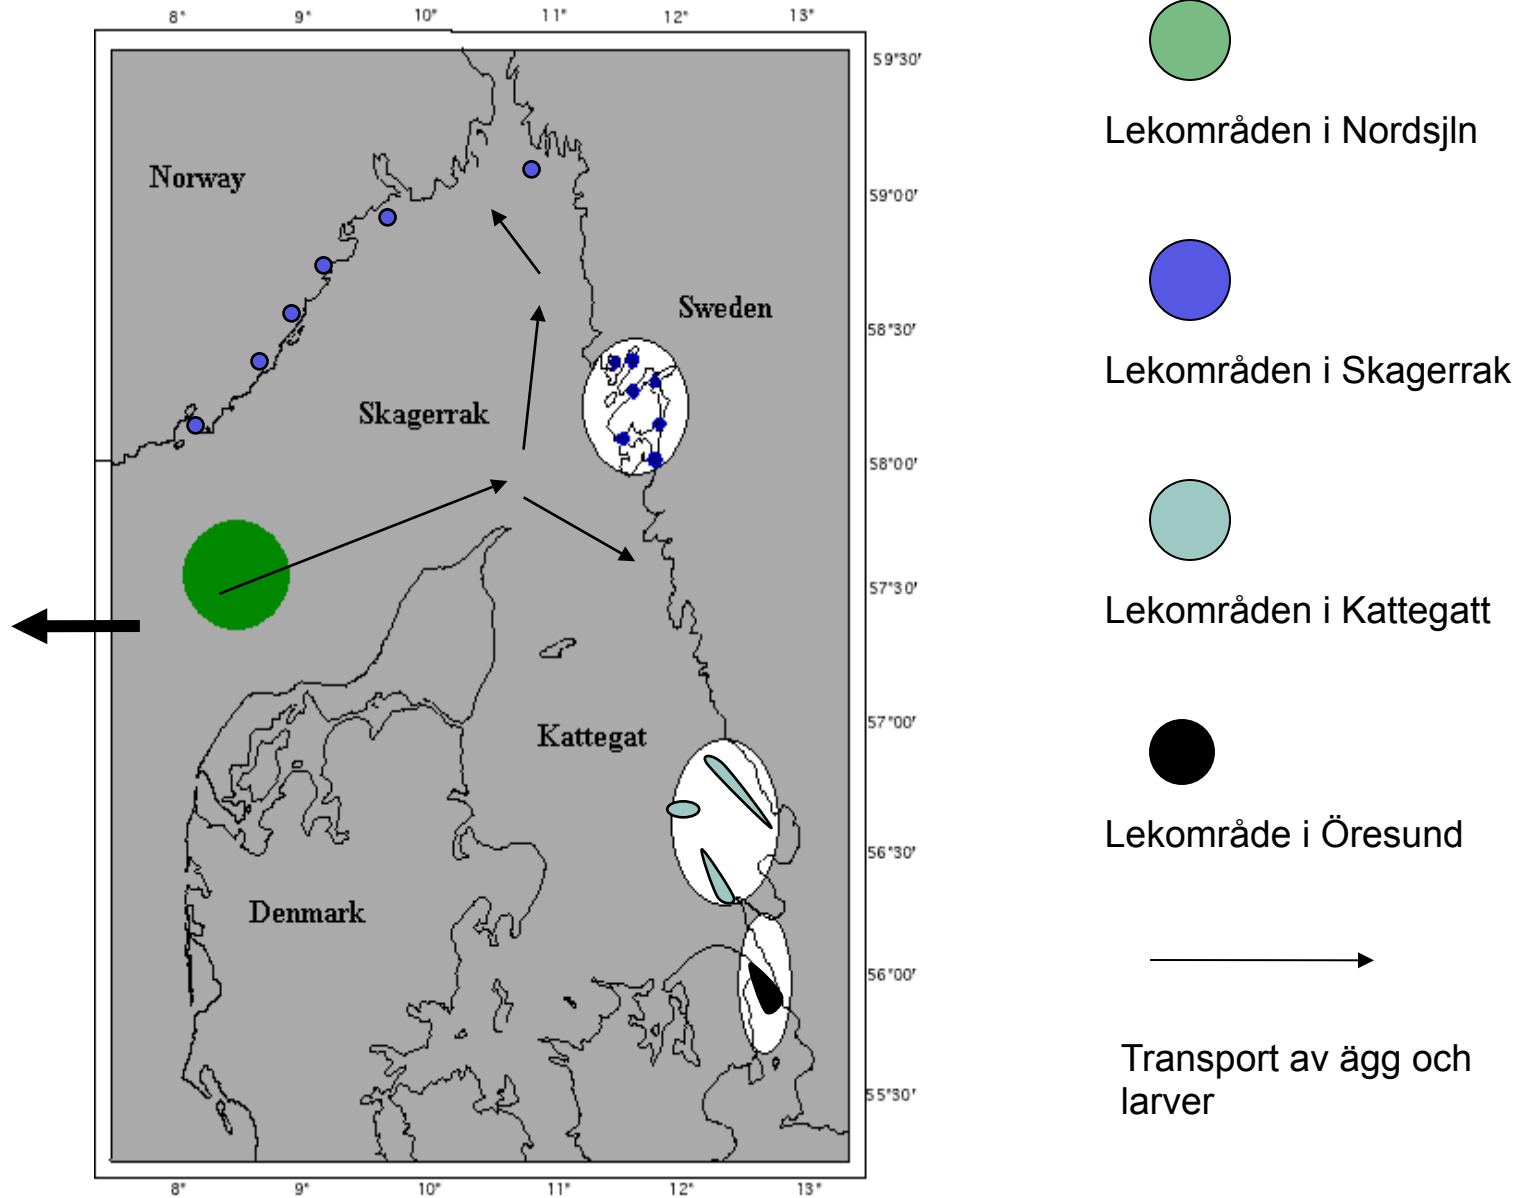 8° 9° 10° 11° 12° 13°
59°30'
Norway
59°00'
Sweden
58°30'
Skagerrak
58°00'
57°30'
57°00'
Kattegat
56°30'
Denmark
56°00'
55°30'
8° 9° 10° 11° 12° 13°
Lekområden i Nordsjln
Lekområden i Skagerrak
Lekområden i Kattegatt
Lekområde i Öresund
Transport av ägg och
larver